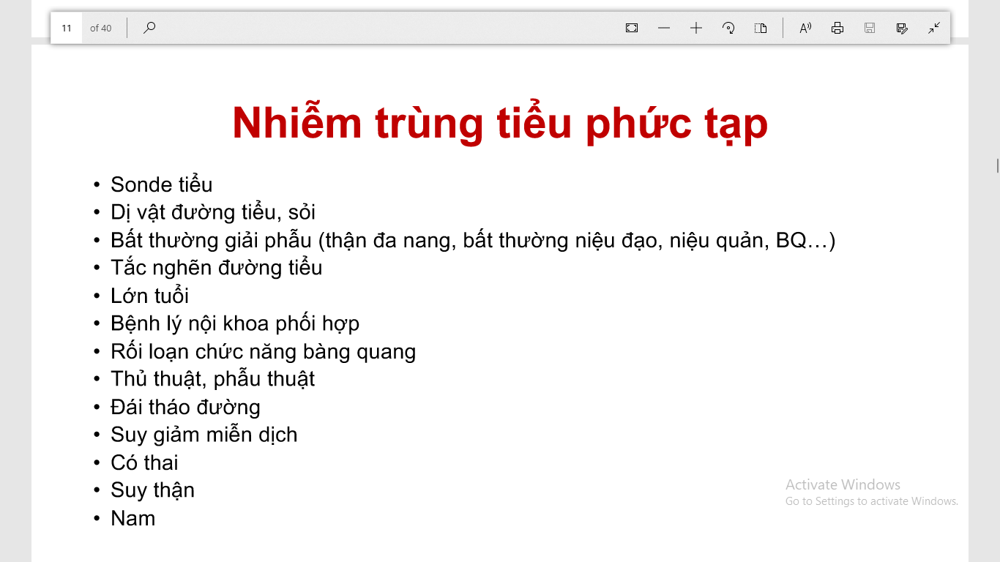 11 of 40
Nhiễm trùng tiểu phức tạp
• Sonde tiểu
• Dị vật đường tiểu, sỏi
• Bất thường giải phẫu (thận đa nang, bất thường niệu đạo, niệu quản, BQ…)
• Tắc nghẽn đường tiểu
• Lớn tuổi
• Bệnh lý nội khoa phối hợp
• Rối loạn chức năng bàng quang
• Thủ thuật, phẫu thuật
• Đái tháo đường
• Suy giảm miễn dịch
• Có thai
• Suy thận
• Nam
Activate Windows
Go to Settings to activate Windows.